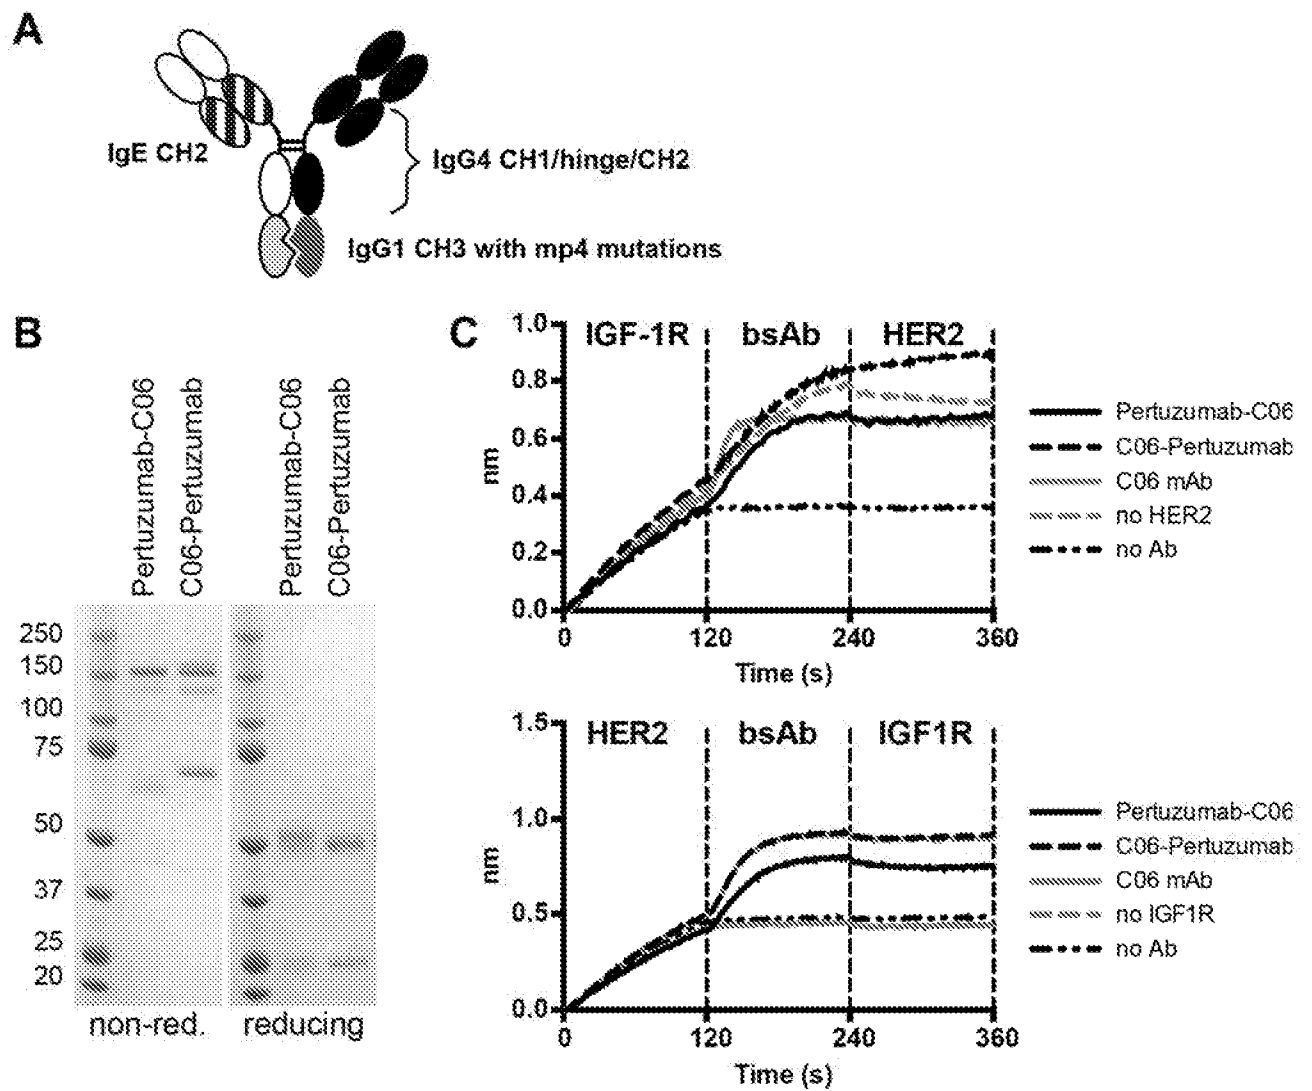 A
IgE CH2
IgG4 CH1/hinge/CH2
IgG1 CH3 with mp4 mutations
B
Pertuzumab-C06
C06-Pertuzumab
Pertuzumab-C06
C06-Pertuzumab
250
150
100
75
50
37
25
20
non-red.
reducing
C
IGF-1R
bsAb
HER2
1.0
0.8
0.6
0.4
0.2
0.0
nm
0
120
240
360
Time (s)
Pertuzumab-C06
C06-Pertuzumab
C06 mAb
no HER2
no Ab
HER2
bsAb
IGF1R
1.5
1.0
0.5
0.0
nm
0
120
240
360
Time (s)
Pertuzumab-C06
C06-Pertuzumab
C06 mAb
no IGF1R
no Ab